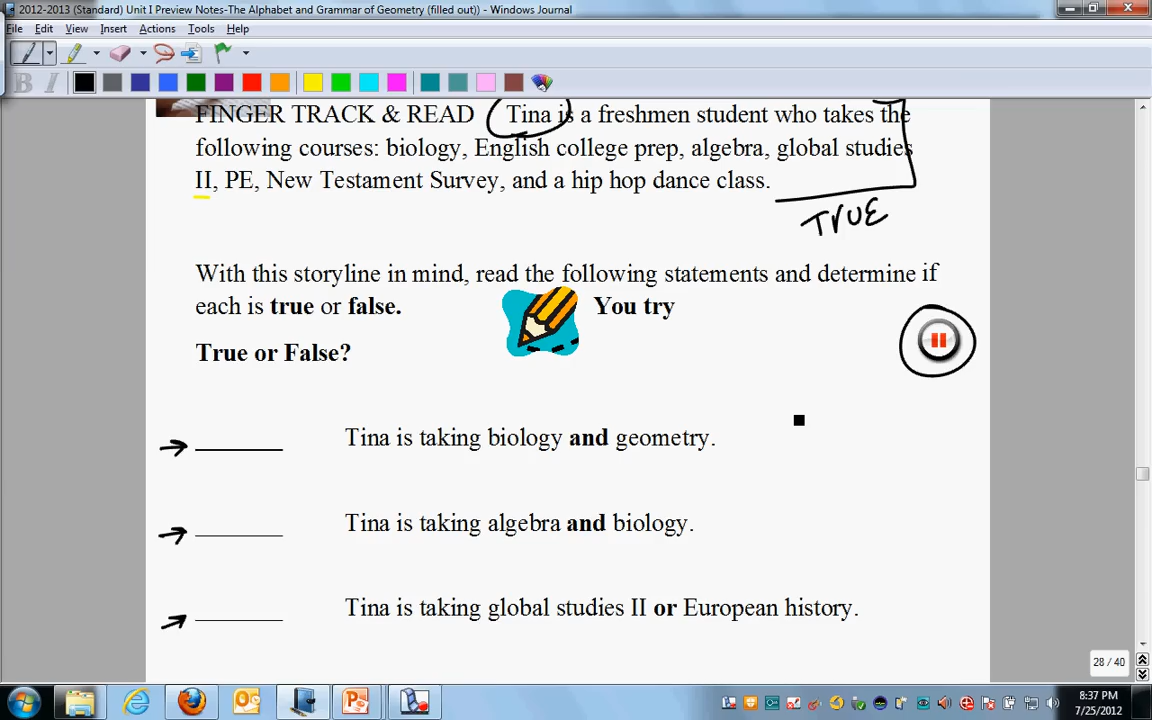 2012-2013 (Standard) Unit I Preview Notes-The Alphabet and Grammar of Geometry (filled out)) - Windows Journal
File Edit View Insert Actions Tools Help
B I
FINGER TRACK & READ Tina is a freshmen student who takes the
following courses: biology, English college prep, algebra, global studies
II, PE, New Testament Survey, and a hip hop dance class.
TRUE
With this storyline in mind, read the following statements and determine if
each is true or false. You try
True or False?
Tina is taking biology and geometry.
Tina is taking algebra and biology.
Tina is taking global studies II or European history.
28 / 40
8:37 PM
7/25/2012